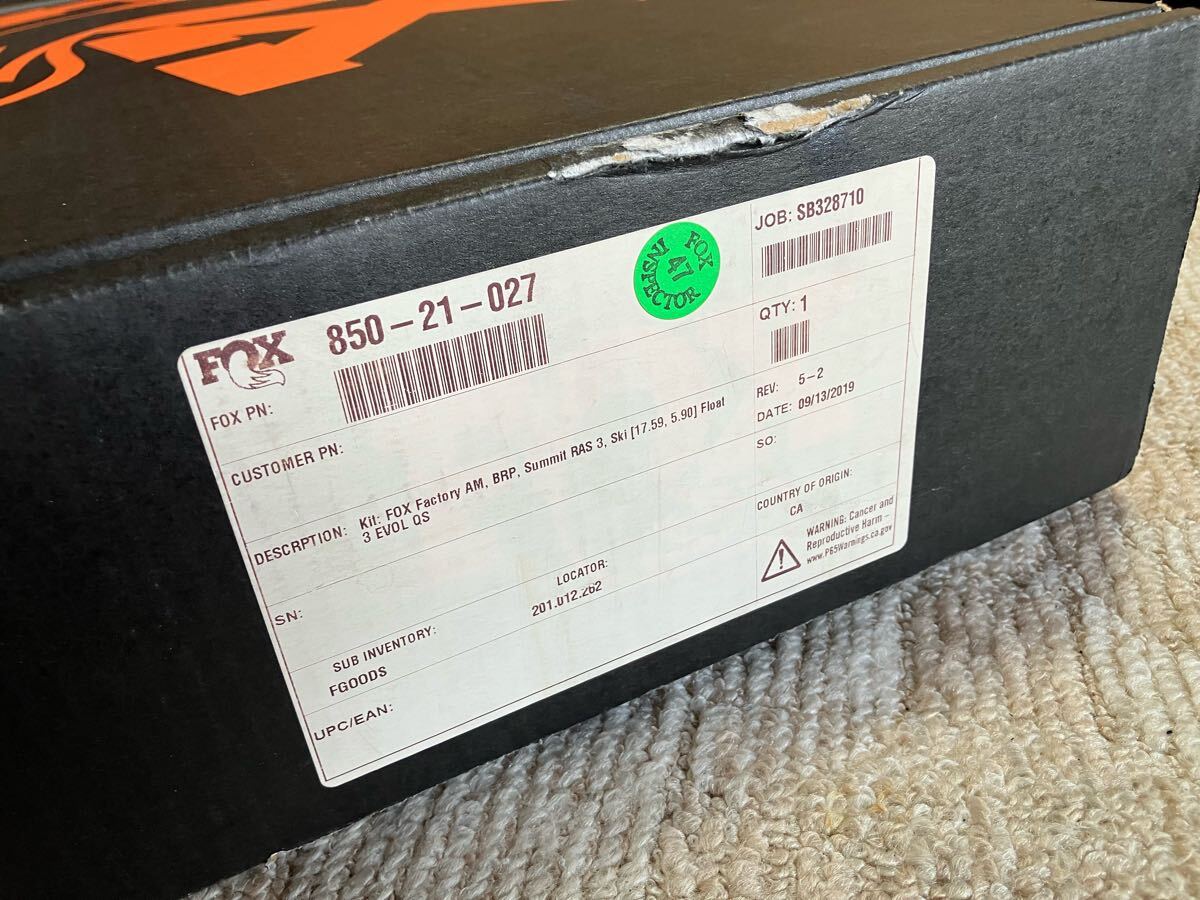 FOX
850-21-027
FOX PN:
CUSTOMER PN:
DESCRPTION: Kit: FOX Factory AM, BRP, Summit RAS 3, Ski [17.59, 5.90] Float
3 EVOL QS
SN:
SUB INVENTORY:
FGOODS
LOCATOR:
201.012.262
UPC/EAN:
FOX
47
INSPECTOR
JOB: SB328710
QTY: 1
REV: 5-2
DATE: 09/13/2019
SO:
COUNTRY OF ORIGIN:
CA
WARNING: Cancer and
Reproductive Harm -
www.P65Warnings.ca.gov